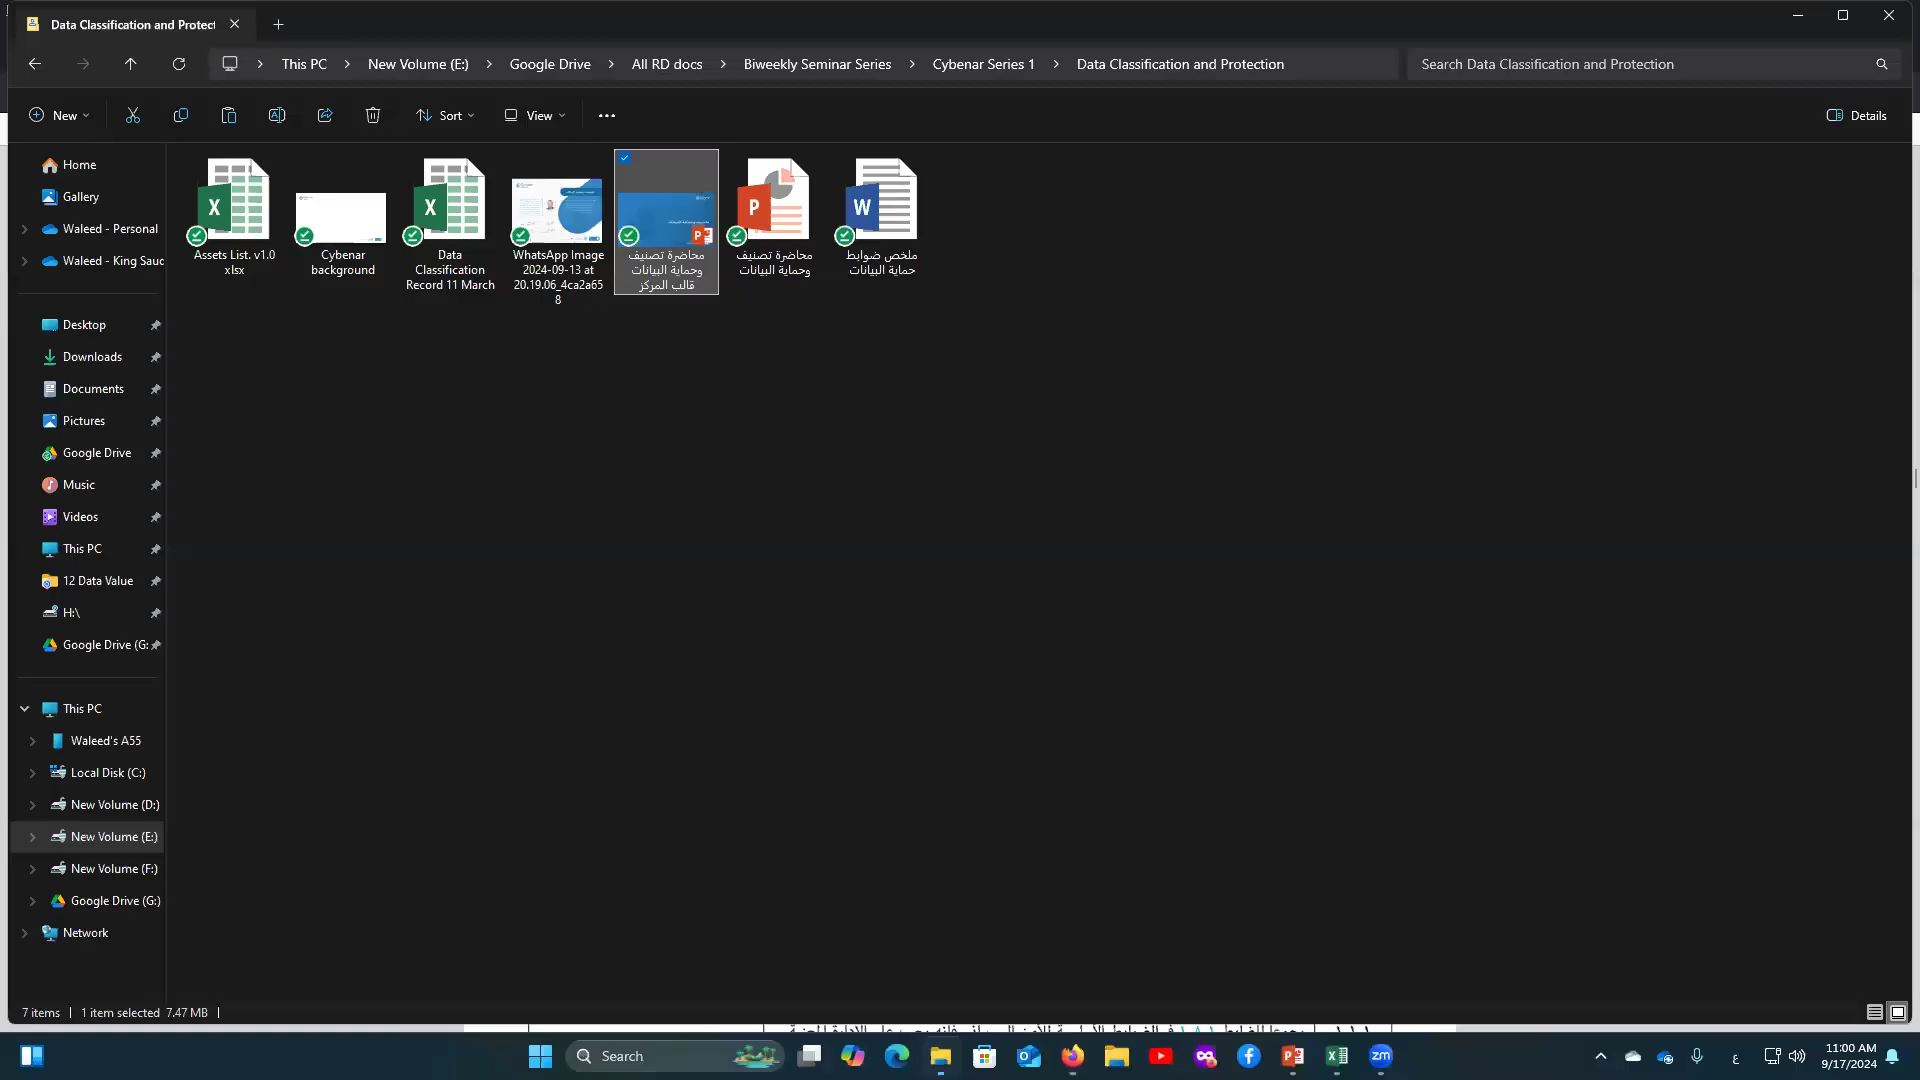 Data Classification and Protect
This PC
New Volume (E:)
Google Drive
All RD docs
Biweekly Seminar Series
Cybenar Series 1
Data Classification and Protection
Search Data Classification and Protection
New
Sort
View
Details
Home
Gallery
Waleed - Personal
Waleed - King Sauc
Desktop
Downloads
Documents
Pictures
Google Drive
Music
Videos
This PC
12 Data Value
H:\
Google Drive (G:
This PC
Waleed's A55
Local Disk (C:)
New Volume (D:)
New Volume (E:)
New Volume (F:)
Google Drive (G:)
Network
Assets List. v1.0
xlsx
Cybenar
background
Data
Classification
Record 11 March
WhatsApp Image
2024-09-13 at
20.19.06_4ca2a65
8
محاضرة تصنيف
وحماية البيانات
قالب المركز
محاضرة تصنيف
وحماية البيانات
ملخص ضوابط
حماية البيانات
7 items
1 item selected 7.47 MB
Search
ع
11:00 AM
9/17/2024